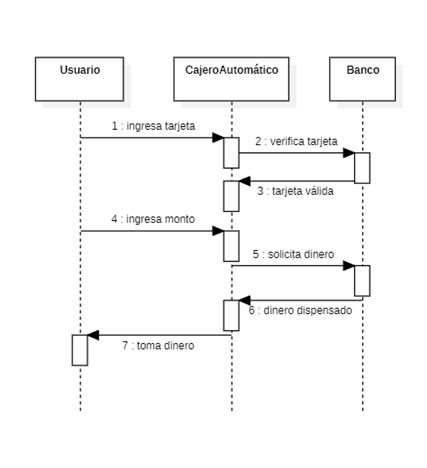 Usuario
CajeroAutomático
Banco
1 : ingresa tarjeta
2 : verifica tarjeta
3 : tarjeta válida
4 : ingresa monto
5 : solicita dinero
6 : dinero dispensado
7 : toma dinero